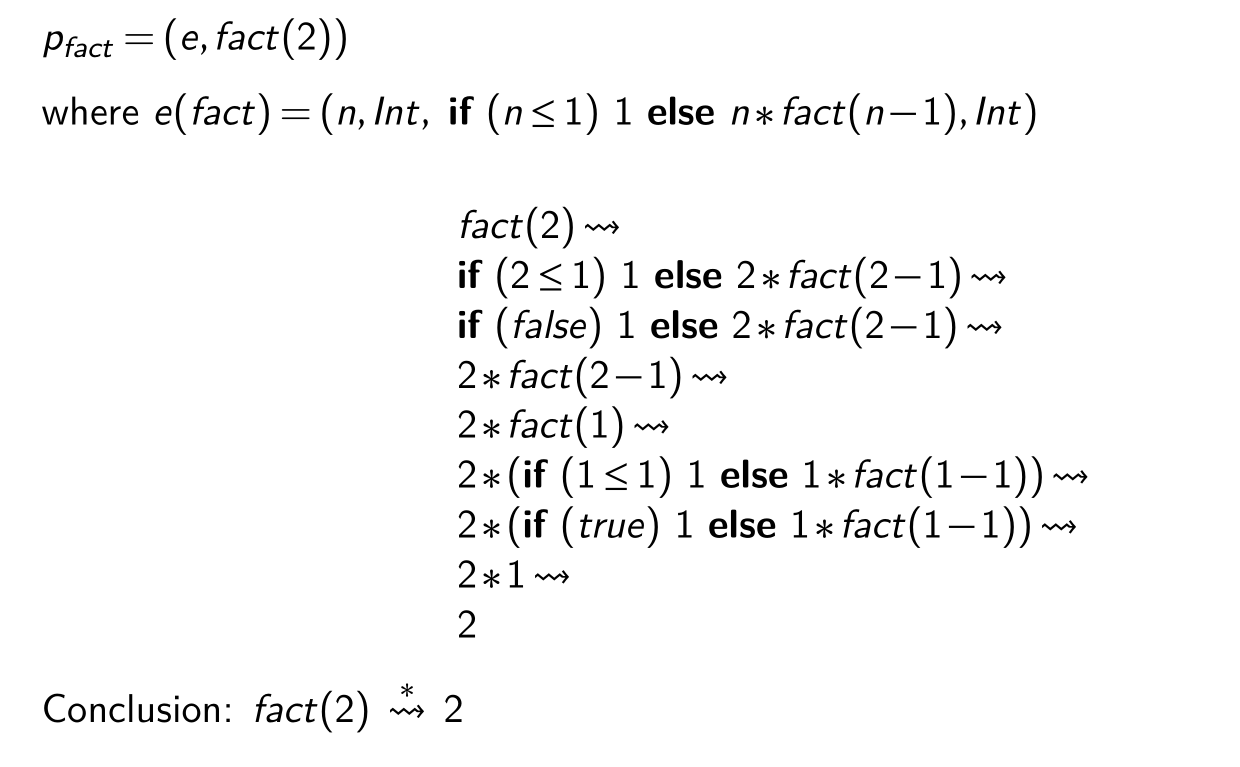 p_fact = (e, fact(2))
where e(fact) = (n, Int, if (n ≤ 1) 1 else n ∗ fact(n − 1), Int)
fact(2) ⇝
if (2 ≤ 1) 1 else 2 ∗ fact(2 − 1) ⇝
if (false) 1 else 2 ∗ fact(2 − 1) ⇝
2 ∗ fact(2 − 1) ⇝
2 ∗ fact(1) ⇝
2 ∗ (if (1 ≤ 1) 1 else 1 ∗ fact(1 − 1)) ⇝
2 ∗ (if (true) 1 else 1 ∗ fact(1 − 1)) ⇝
2 ∗ 1 ⇝
2
Conclusion: fact(2) ⇝* 2